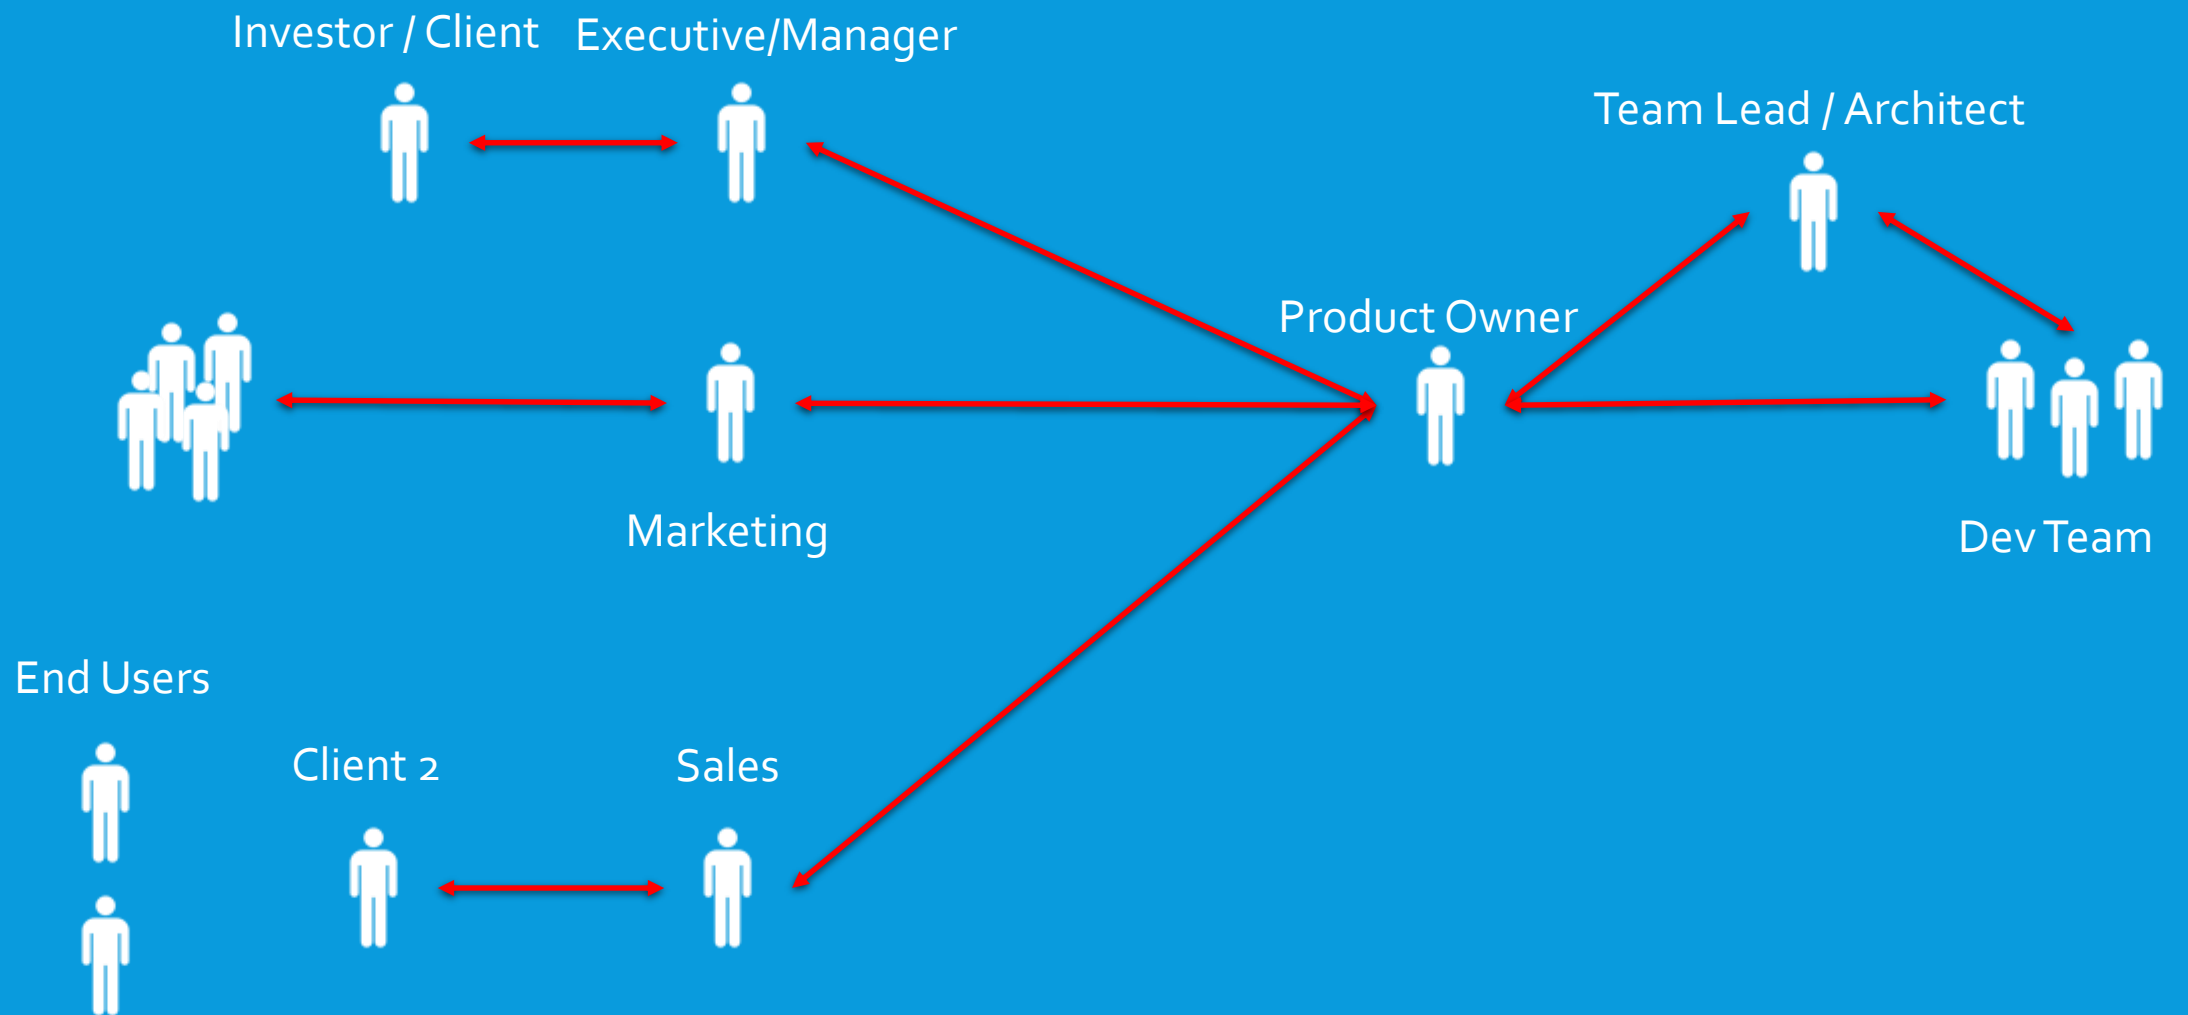 Investor / Client
Executive/Manager
Team Lead / Architect
Product Owner
Marketing
Dev Team
End Users
Client 2
Sales